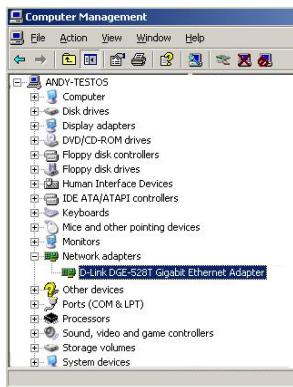 Computer Management
File Action View Window Help
ANDY-TESTOS
Computer
Disk drives
Display adapters
DVD/CD-ROM drives
Floppy disk controllers
Floppy disk drives
Human Interface Devices
IDE ATA/ATAPI controllers
Keyboards
Mice and other pointing devices
Monitors
Network adapters
D-Link DGE-528T Gigabit Ethernet Adapter
Other devices
Ports (COM & LPT)
Processors
Sound, video and game controllers
Storage volumes
System devices